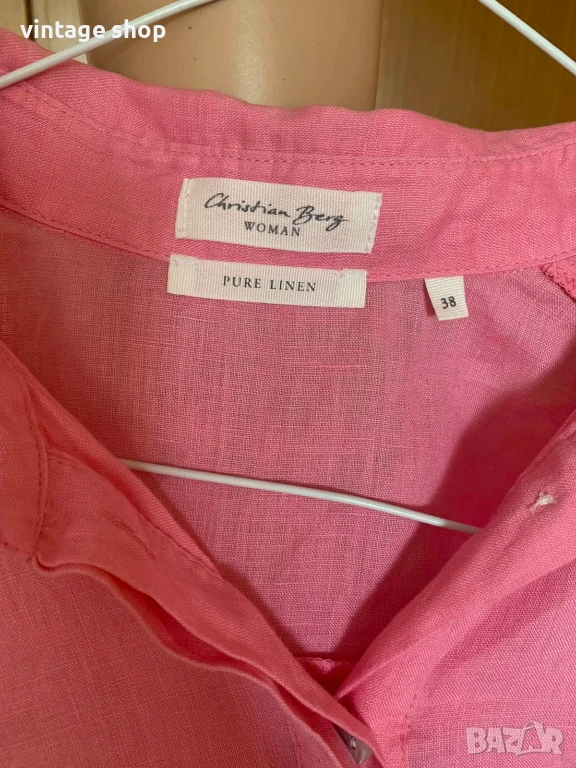 vintage shop
Christian Berg
WOMAN
PURE LINEN
38
BAZAR